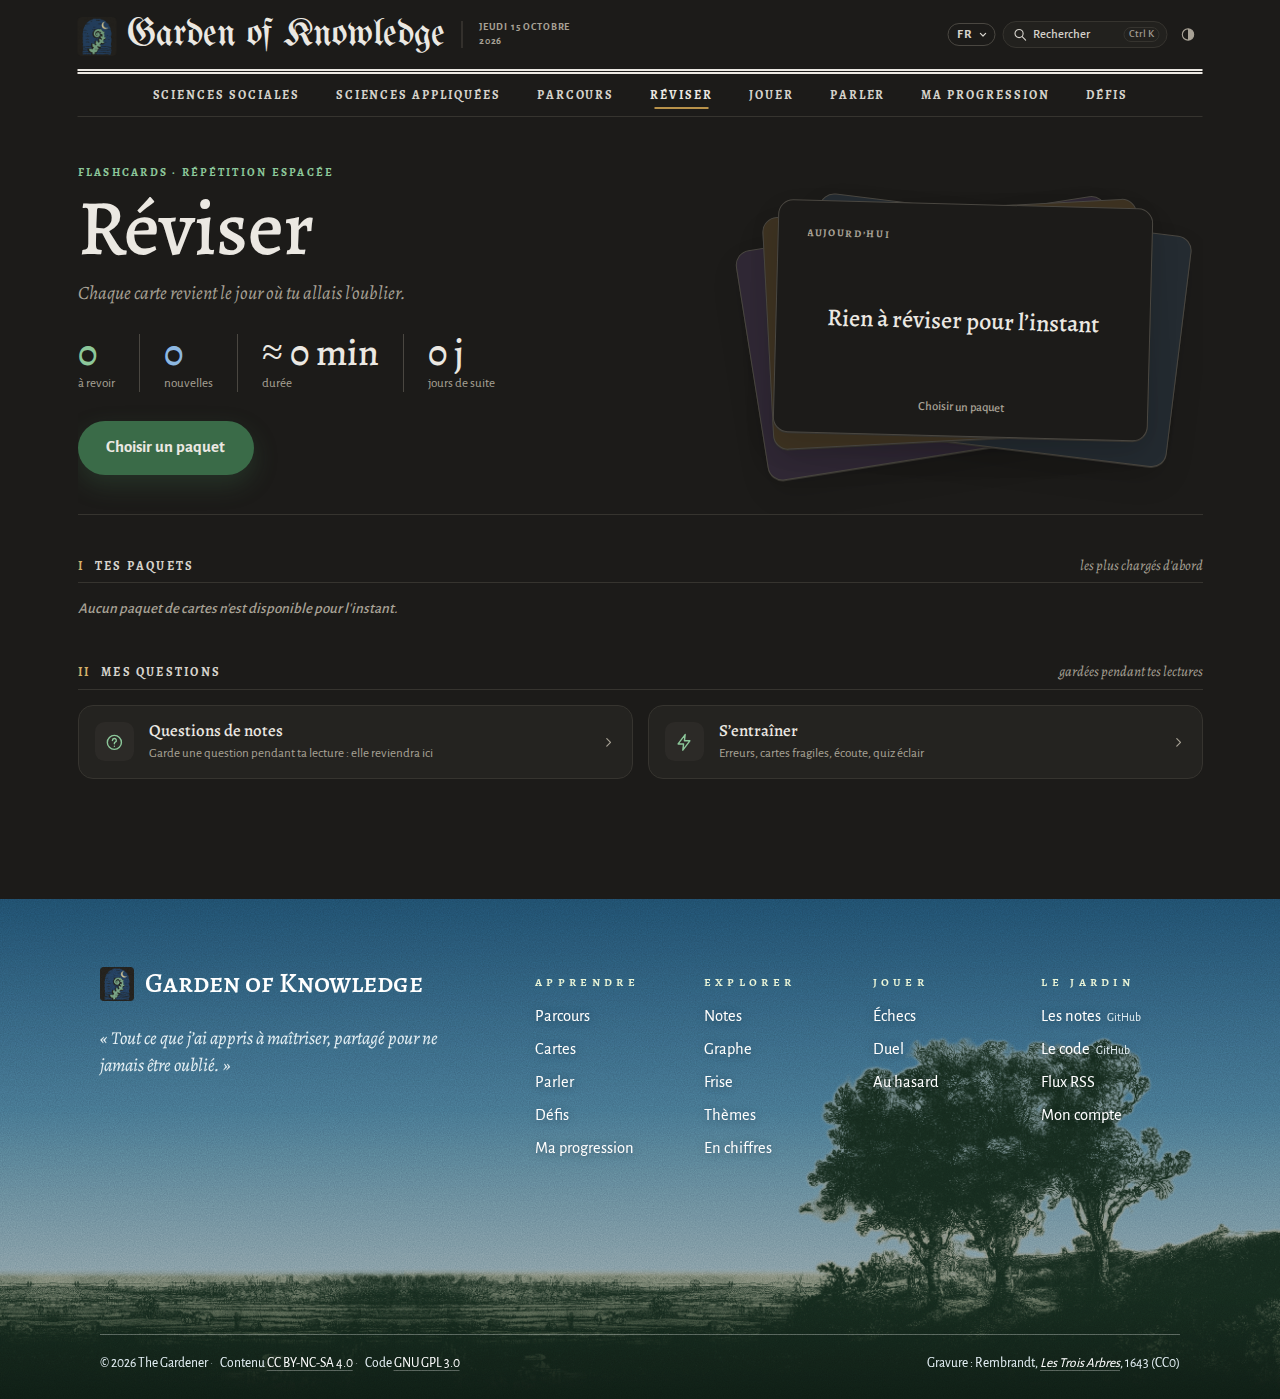 Garden of Knowledge
JEUDI 15 OCTOBRE
2026
FR
Rechercher
Ctrl K
SCIENCES SOCIALES
SCIENCES APPLIQUÉES
PARCOURS
RÉVISER
JOUER
PARLER
MA PROGRESSION
DÉFIS
FLASHCARDS · RÉPÉTITION ESPACÉE
Réviser
Chaque carte revient le jour où tu allais l'oublier.
0
à revoir
0
nouvelles
≈ 0 min
durée
0 j
jours de suite
Choisir un paquet
AUJOURD'HUI
Rien à réviser pour l’instant
Choisir un paquet
I TES PAQUETS
les plus chargés d'abord
Aucun paquet de cartes n'est disponible pour l'instant.
II MES QUESTIONS
gardées pendant tes lectures
Questions de notes
Garde une question pendant ta lecture : elle reviendra ici
S’entraîner
Erreurs, cartes fragiles, écoute, quiz éclair
Garden of Knowledge
« Tout ce que j’ai appris à maîtriser, partagé pour ne
jamais être oublié. »
APPRENDRE
Parcours
Cartes
Parler
Défis
Ma progression
EXPLORER
Notes
Graphe
Frise
Thèmes
En chiffres
JOUER
Échecs
Duel
Au hasard
LE JARDIN
Les notes GitHub
Le code GitHub
Flux RSS
Mon compte
© 2026 The Gardener · Contenu CC BY-NC-SA 4.0 · Code GNU GPL 3.0
Gravure : Rembrandt, Les Trois Arbres, 1643 (CC0)